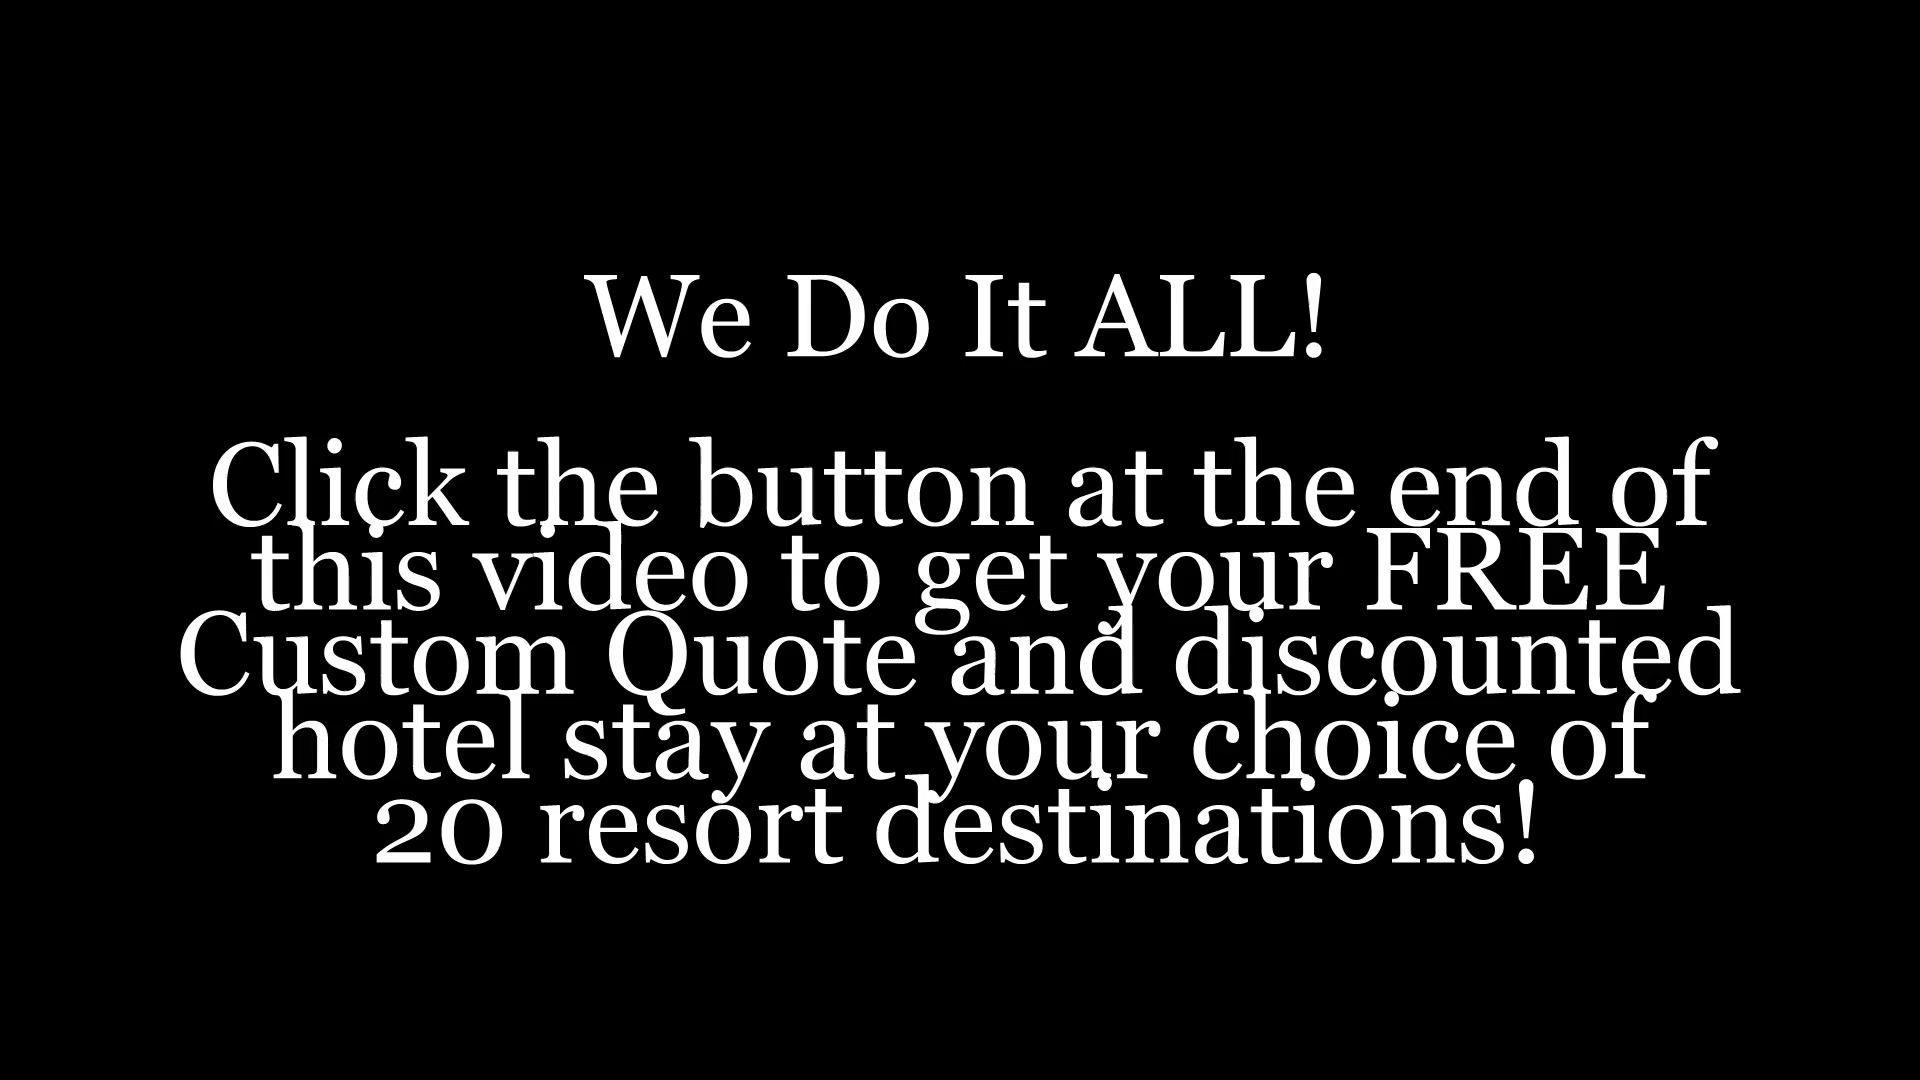 We Do It ALL!
Click the button at the end of
this video to get your FREE
Custom Quote and discounted
hotel stay at your choice of
20 resort destinations!